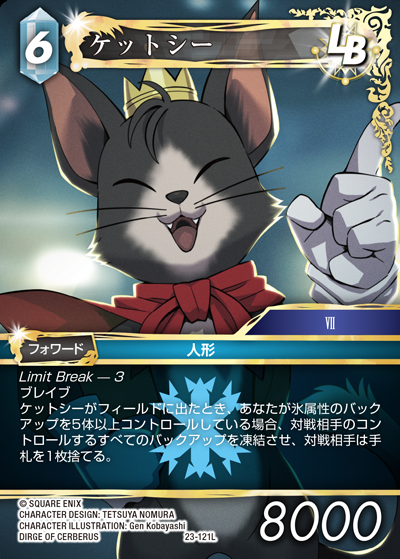 6
ケットシー
LB
VII
フォワード
人形
Limit Break — 3
ブレイブ
ケットシーがフィールドに出たとき、あなたが氷属性のバック
アップを5体以上コントロールしている場合、対戦相手のコン
トロールするすべてのバックアップを凍結させ、対戦相手は手
札を1枚捨てる。
© SQUARE ENIX
CHARACTER DESIGN: TETSUYA NOMURA
CHARACTER ILLUSTRATION: Gen Kobayashi
DIRGE OF CERBERUS
23-121L
8000